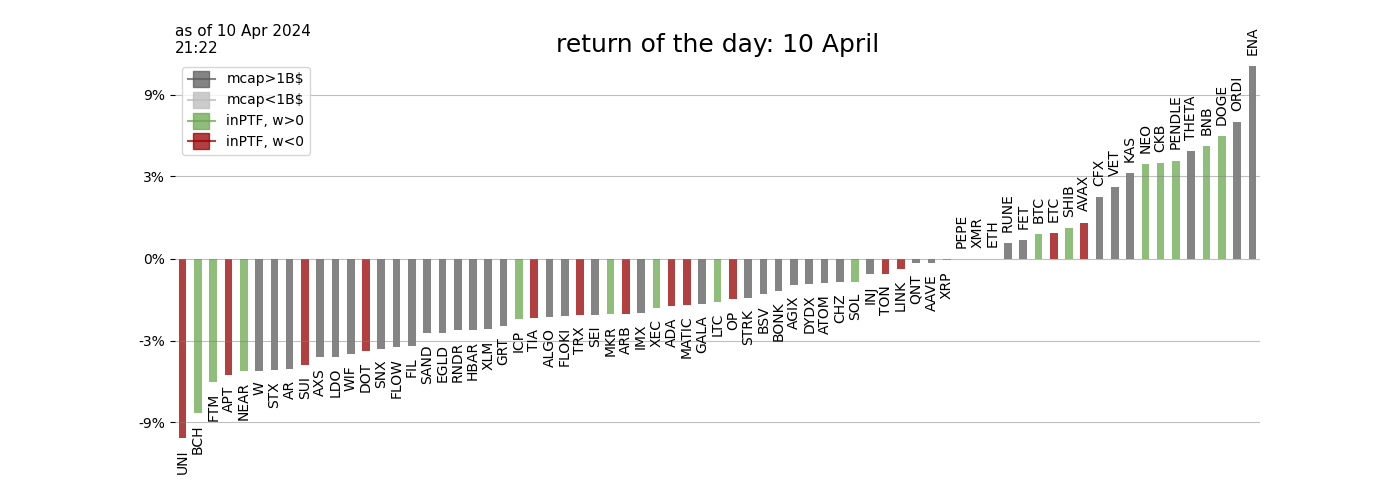 as of 10 Apr 2024
21:22
return of the day: 10 April
mcap>1B$
mcap<1B$
inPTF, w>0
inPTF, w<0
9%
3%
0%
-3%
-9%
UNI
BCH
FTM
APT
NEAR
W
STX
AR
SUI
AXS
LDO
WIF
DOT
SNX
FLOW
FIL
SAND
EGLD
RNDR
HBAR
XLM
GRT
ICP
TIA
ALGO
FLOKI
TRX
SEI
MKR
ARB
IMX
XEC
ADA
MATIC
GALA
LTC
OP
STRK
BSV
BONK
AGIX
DYDX
ATOM
CHZ
SOL
INJ
TON
LINK
QNT
AAVE
XRP
PEPE
XMR
ETH
RUNE
FET
BTC
ETC
SHIB
AVAX
CFX
VET
KAS
NEO
CKB
PENDLE
THETA
BNB
DOGE
ORDI
ENA